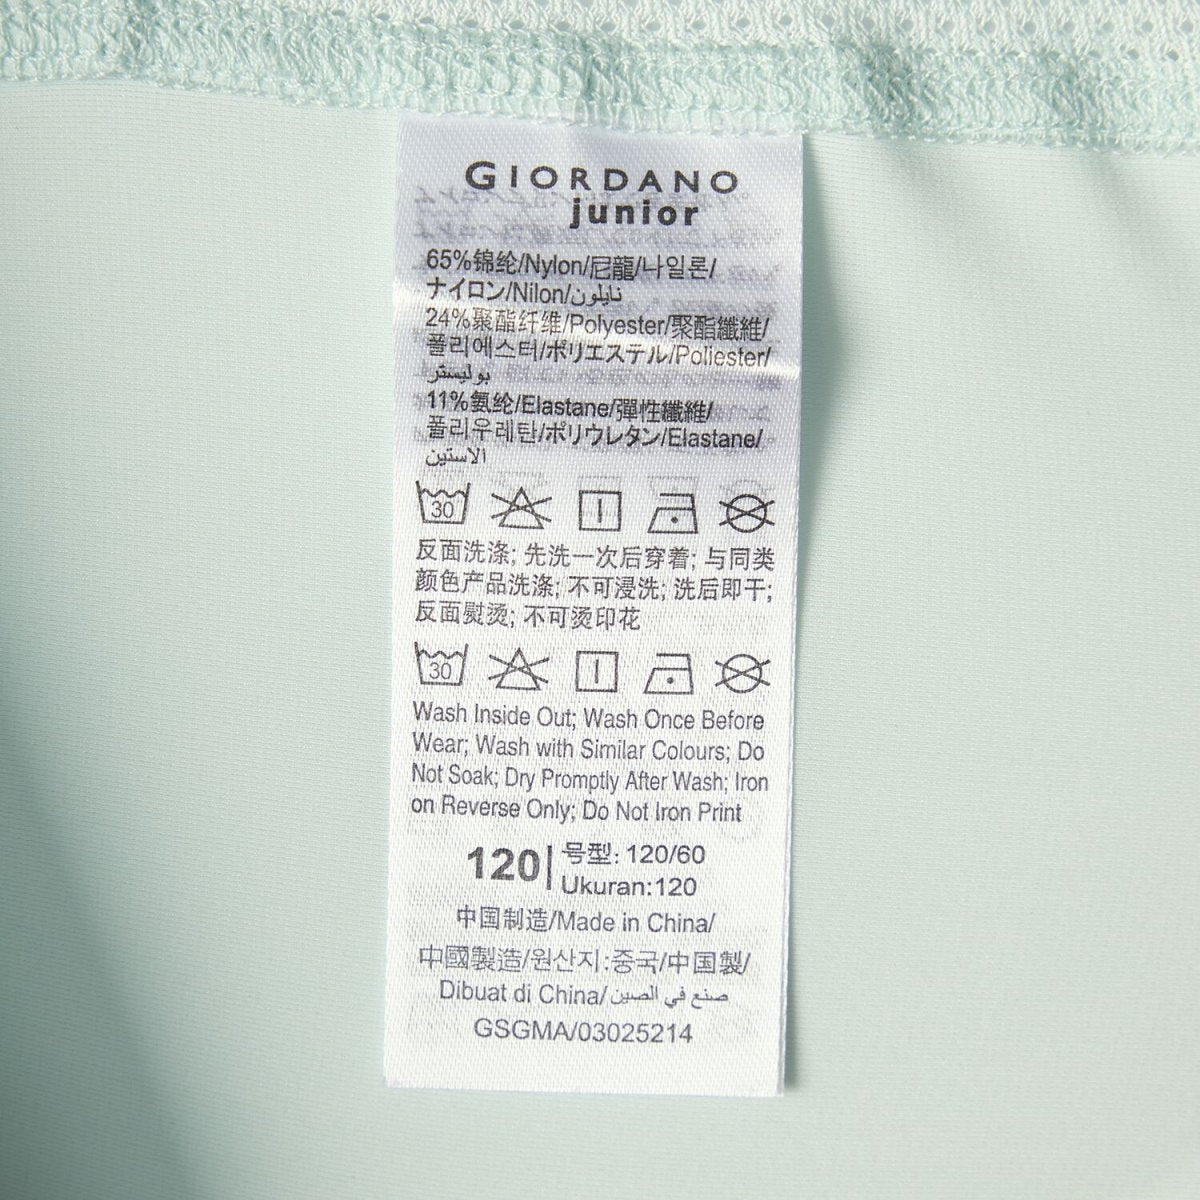 GIORDANO
junior
65%锦纶/Nylon/尼龍/나일론/
ナイロン/Nilon/نايلون
24%聚酯纤维/Polyester/聚酯纖維/
폴리에스터/ポリエステル/Poliester/
بوليستر
11%氨纶/Elastane/彈性纖維/
폴리우레탄/ポリウレタン/Elastane/
الاستين
30
反面洗涤; 先洗一次后穿着; 与同类
颜色产品洗涤; 不可浸洗; 洗后即干;
反面熨烫; 不可烫印花
30
Wash Inside Out; Wash Once Before
Wear; Wash with Similar Colours; Do
Not Soak; Dry Promptly After Wash; Iron
on Reverse Only; Do Not Iron Print
120 号型: 120/60
Ukuran:120
中国制造/Made in China/
中國製造/원산지:중국/中国製/
Dibuat di China/صنع في الصين
GSGMA/03025214